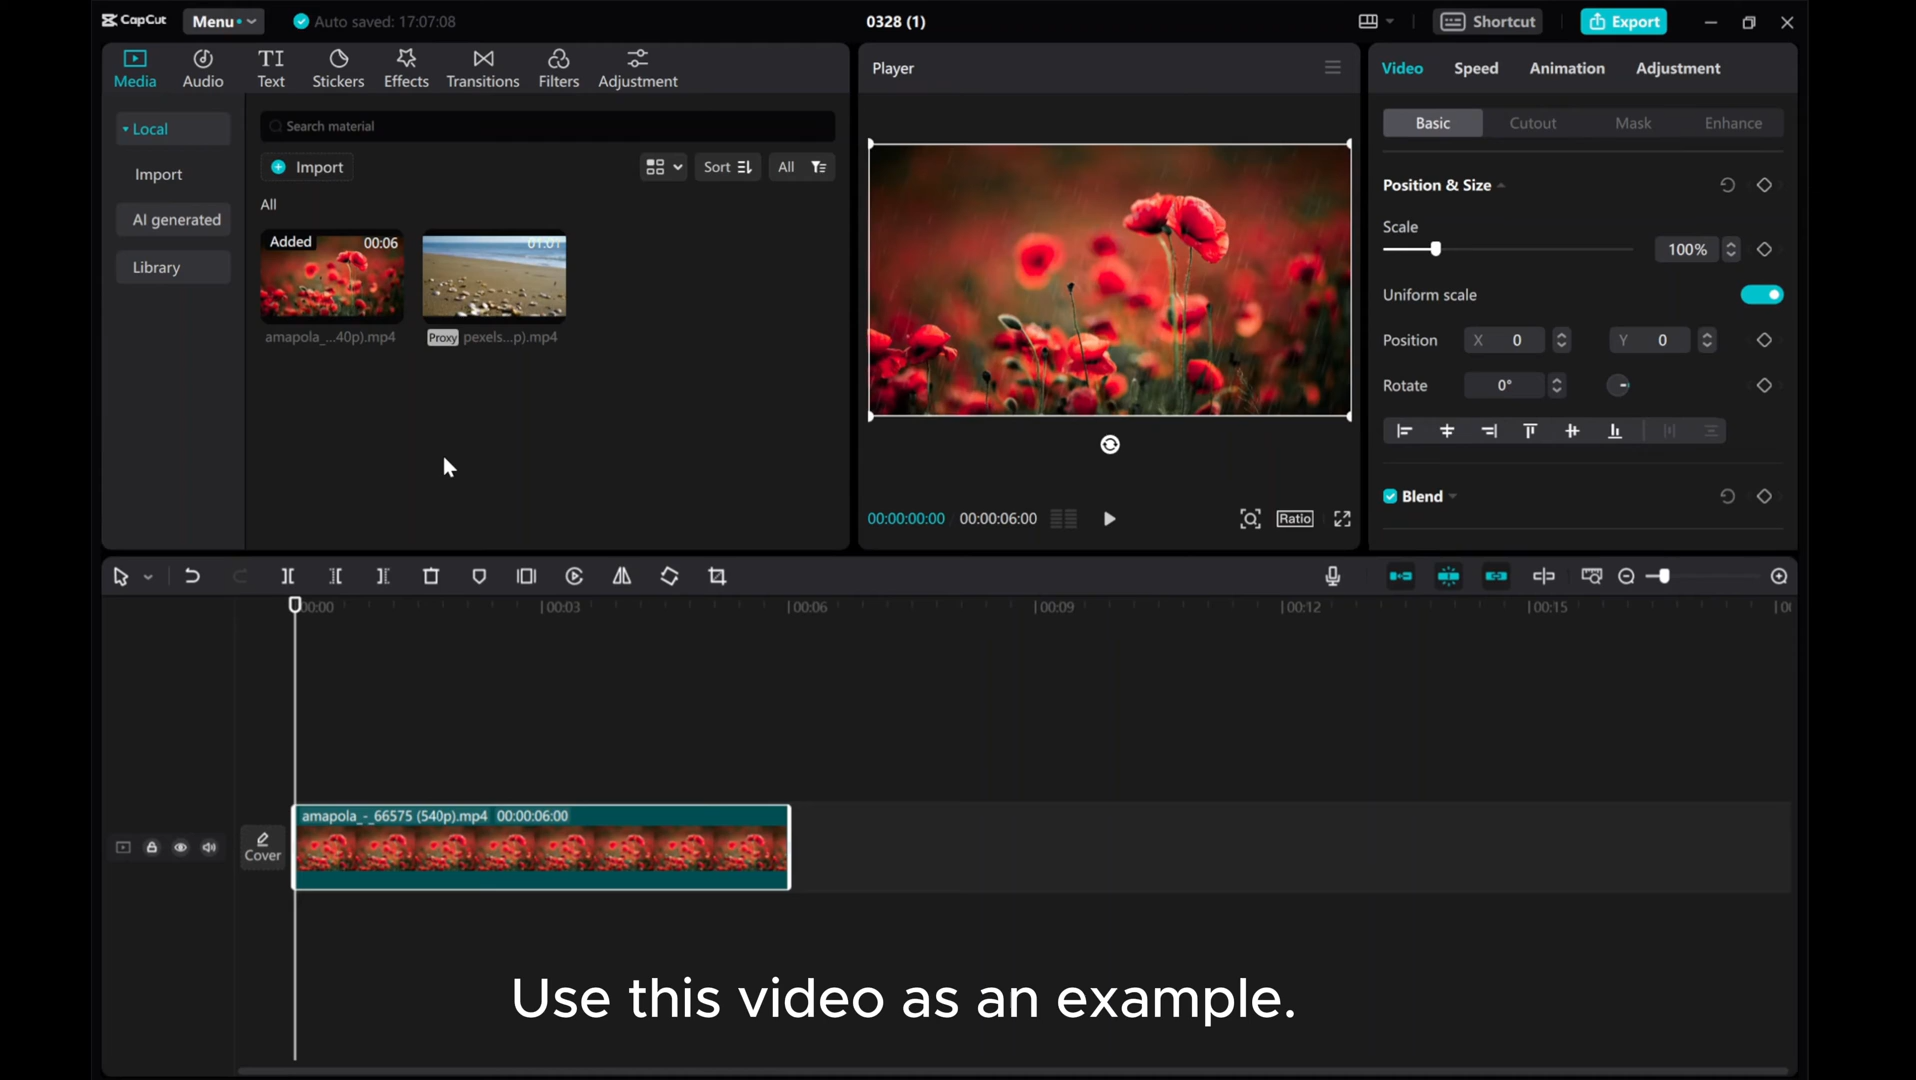 CapCut
Menu
Auto saved: 17:07:08
0328 (1)
Shortcut
Export
Media
Audio
Text
Stickers
Effects
Transitions
Filters
Adjustment
Player
Video
Speed
Animation
Adjustment
Local
Import
AI generated
Library
Search material
Import
Sort
All
All
Added
00:06
01:01
amapola_...40p).mp4
Proxy
pexels...p).mp4
Basic
Cutout
Mask
Enhance
Position & Size
Scale
100%
Uniform scale
Position
X 0
Y 0
Rotate
0°
Blend
00:00:00:00
00:00:06:00
Ratio
00:00
00:03
00:06
00:09
00:12
00:15
Cover
amapola_-_66575 (540p).mp4 00:00:06:00
Use this video as an example.